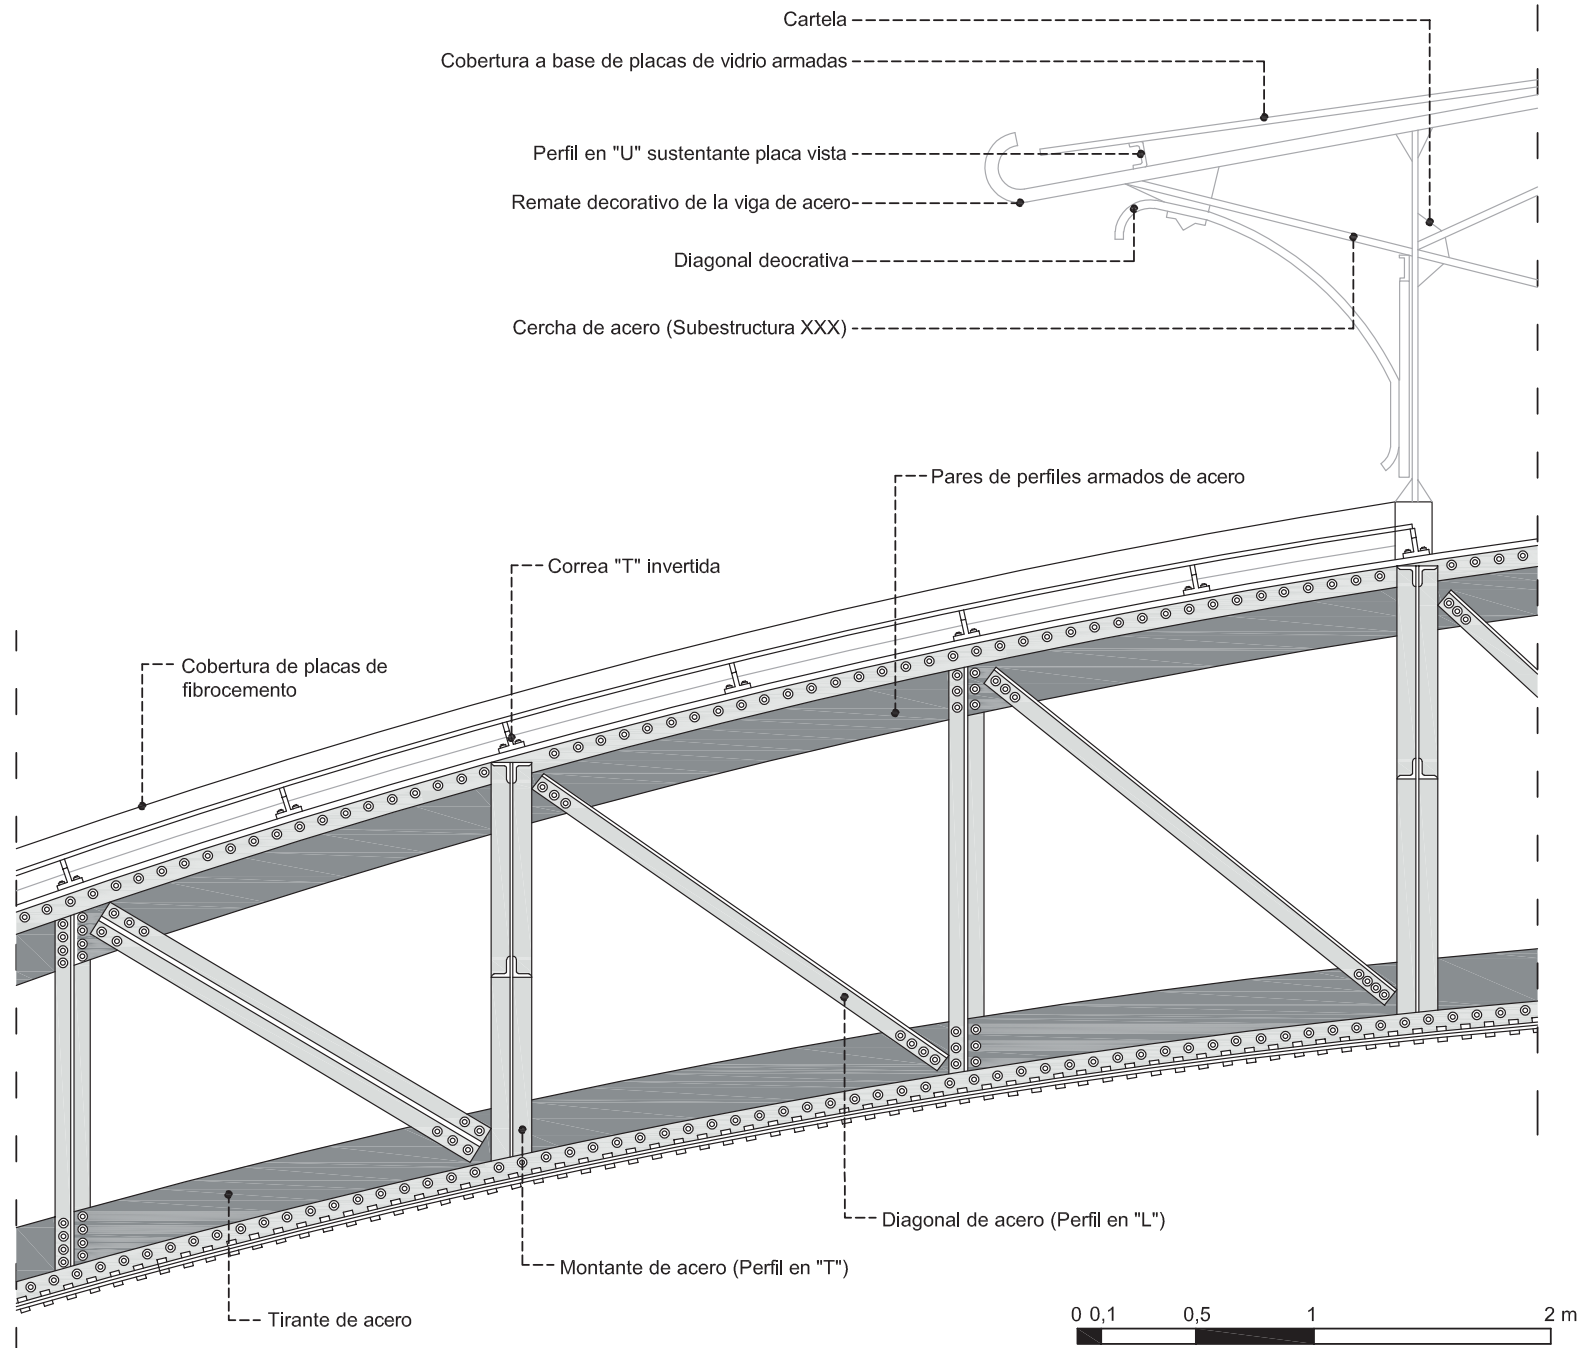 Cartela
Cobertura a base de placas de vidrio armadas
Perfil en "U" sustentante placa vista
Remate decorativo de la viga de acero
Diagonal deocrativa
Cercha de acero (Subestructura XXX)
Pares de perfiles armados de acero
Correa "T" invertida
Cobertura de placas de
fibrocemento
Diagonal de acero (Perfil en "L")
Montante de acero (Perfil en "T")
Tirante de acero
0 0,1 0,5 1 2 m